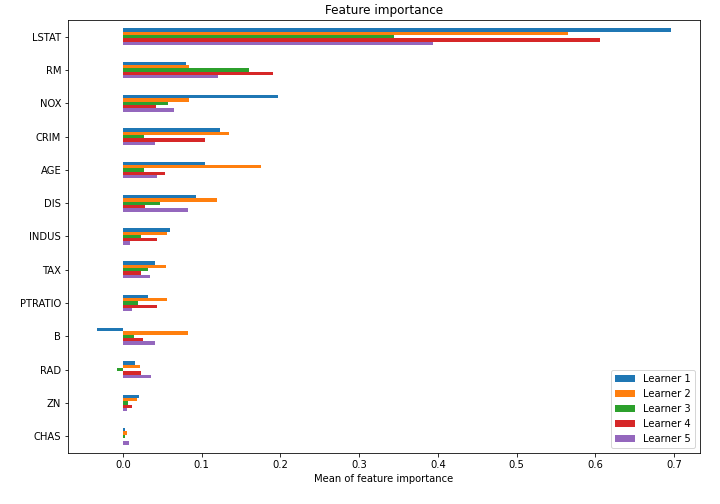 Feature importance
LSTAT
RM
NOX
CRIM
AGE
DIS
INDUS
TAX
PTRATIO
B
RAD
ZN
CHAS
Learner 1
Learner 2
Learner 3
Learner 4
Learner 5
0.0 0.1 0.2 0.3 0.4 0.5 0.6 0.7
Mean of feature importance